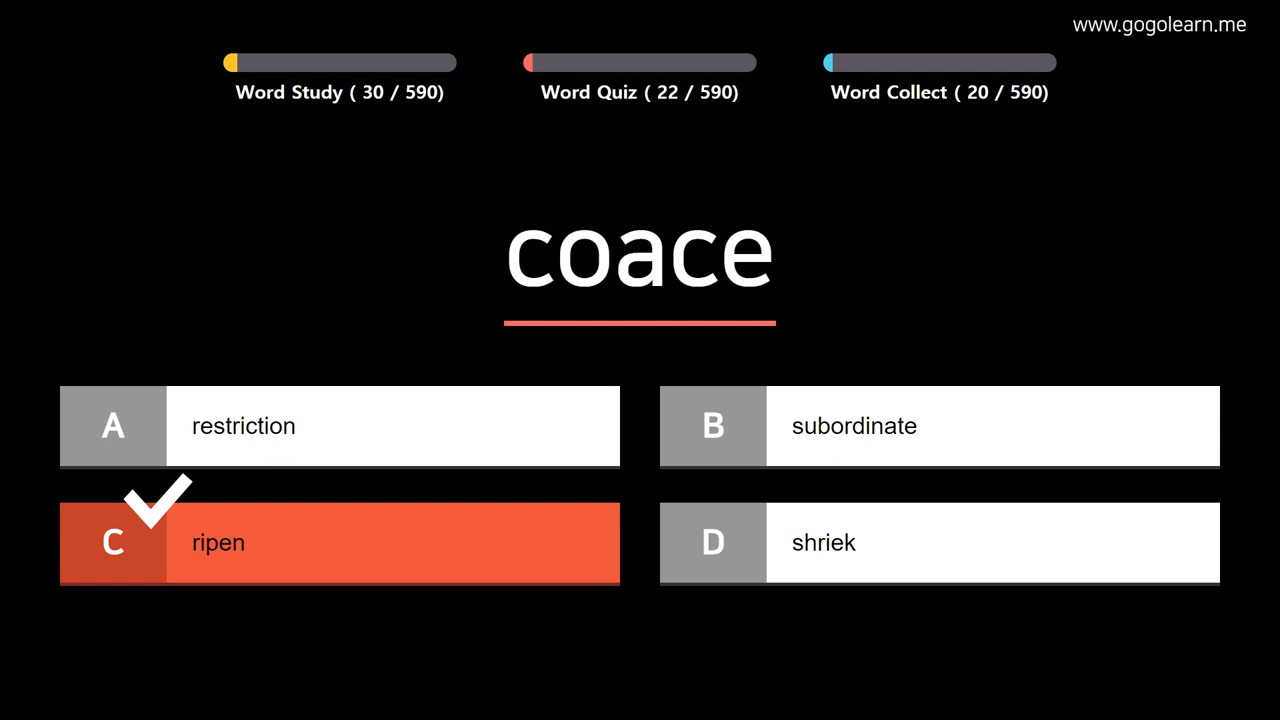 www.gogolearn.me
Word Study ( 30 / 590)
Word Quiz ( 22 / 590)
Word Collect ( 20 / 590)
coace
A restriction
B subordinate
C ripen
D shriek